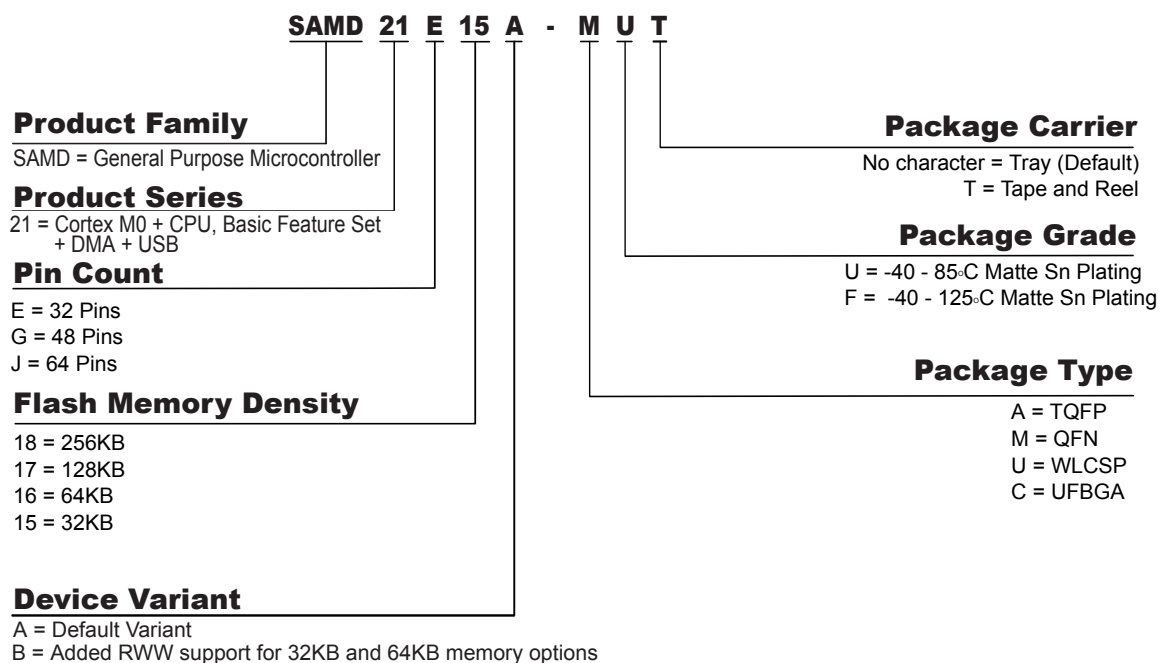 SAMD 21 E 15 A - M U T
Product Family
SAMD = General Purpose Microcontroller
Product Series
21 = Cortex M0 + CPU, Basic Feature Set
+ DMA + USB
Pin Count
E = 32 Pins
G = 48 Pins
J = 64 Pins
Flash Memory Density
18 = 256KB
17 = 128KB
16 = 64KB
15 = 32KB
Device Variant
A = Default Variant
B = Added RWW support for 32KB and 64KB memory options
Package Carrier
No character = Tray (Default)
T = Tape and Reel
Package Grade
U = -40 - 85◦C Matte Sn Plating
F = -40 - 125◦C Matte Sn Plating
Package Type
A = TQFP
M = QFN
U = WLCSP
C = UFBGA